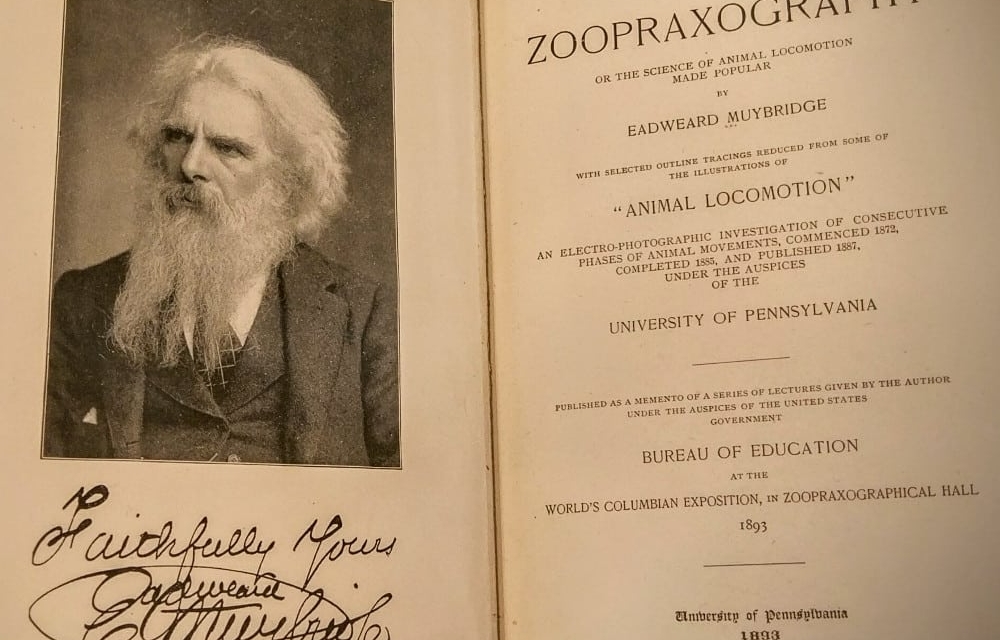 Faithfully Yours
Eadweard Muybridge
ZOOPRAXOGRAPHY
OR THE SCIENCE OF ANIMAL LOCOMOTION
MADE POPULAR
BY
EADWEARD MUYBRIDGE
WITH SELECTED OUTLINE TRACINGS REDUCED FROM SOME OF
THE ILLUSTRATIONS OF
"ANIMAL LOCOMOTION"
AN ELECTRO-PHOTOGRAPHIC INVESTIGATION OF CONSECUTIVE
PHASES OF ANIMAL MOVEMENTS, COMMENCED 1872,
COMPLETED 1885, AND PUBLISHED 1887,
UNDER THE AUSPICES
OF THE
UNIVERSITY OF PENNSYLVANIA
PUBLISHED AS A MEMENTO OF A SERIES OF LECTURES GIVEN BY THE AUTHOR
UNDER THE AUSPICES OF THE UNITED STATES
GOVERNMENT
BUREAU OF EDUCATION
AT THE
WORLD'S COLUMBIAN EXPOSITION, IN ZOOPRAXOGRAPHICAL HALL
1893
University of Pennsylvania
1893